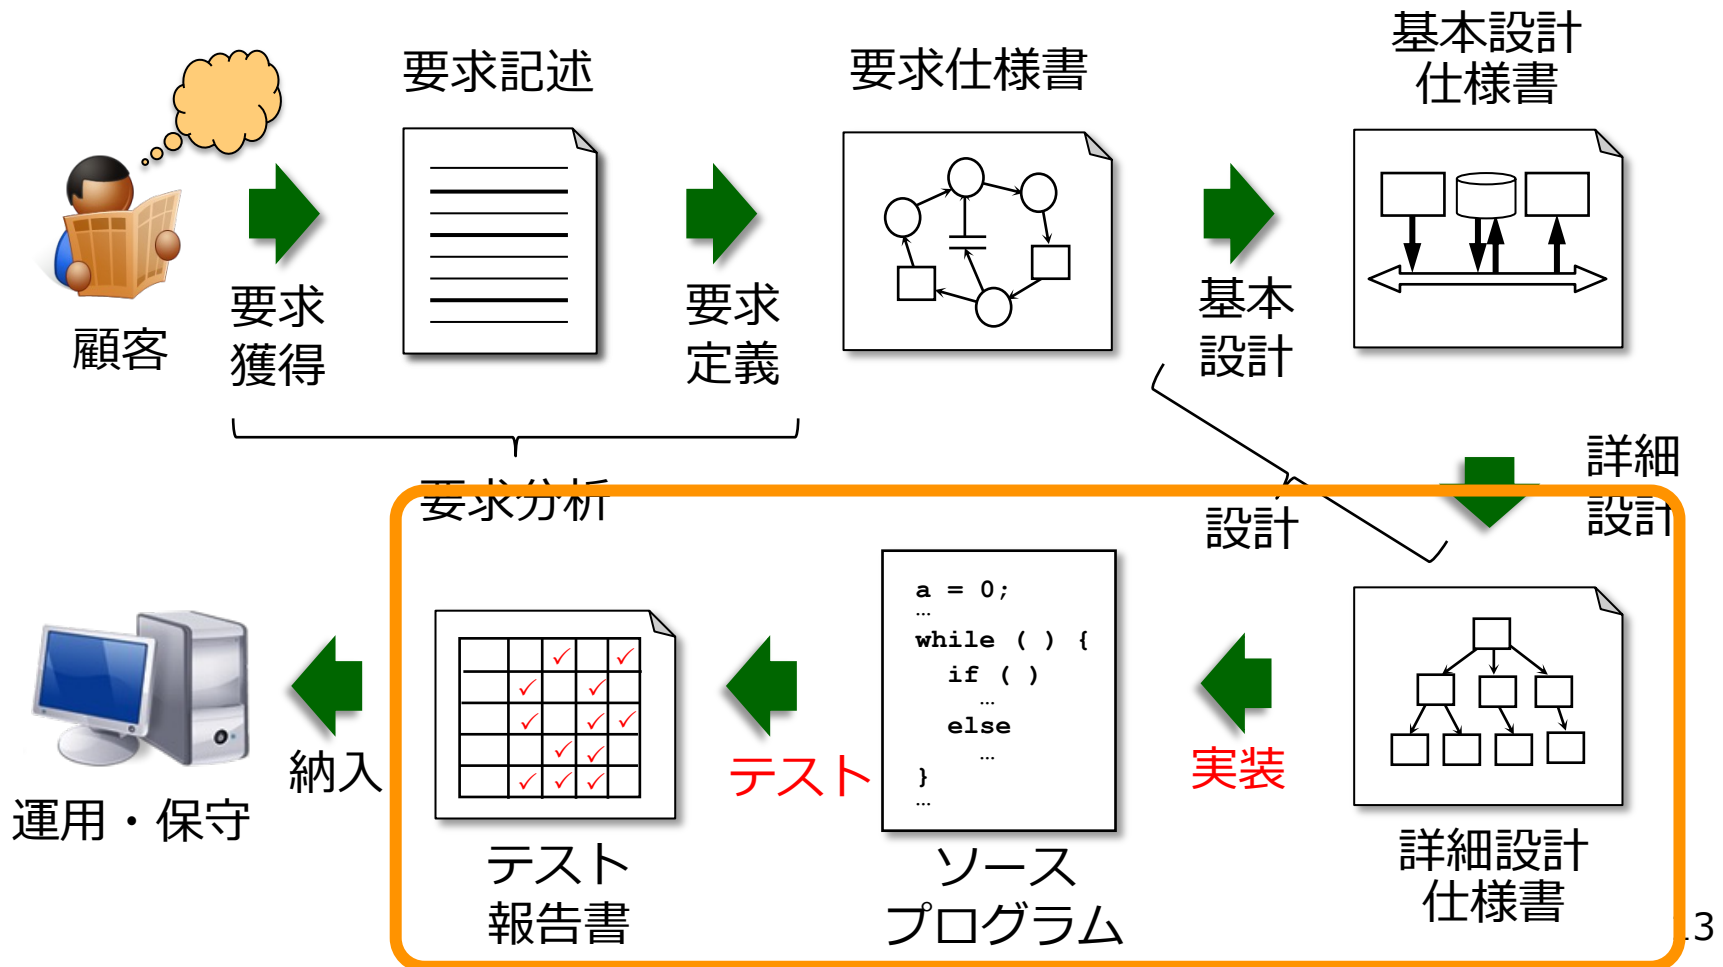 要求記述
要求仕様書
基本設計
仕様書
顧客
要求
獲得
要求
定義
基本
設計
要求分析
設計
詳細
設計
運用・保守
納入
テスト
報告書
テスト
a = 0;
…
while ( ) {
if ( )
…
else
…
}
…
ソース
プログラム
実装
詳細設計
仕様書